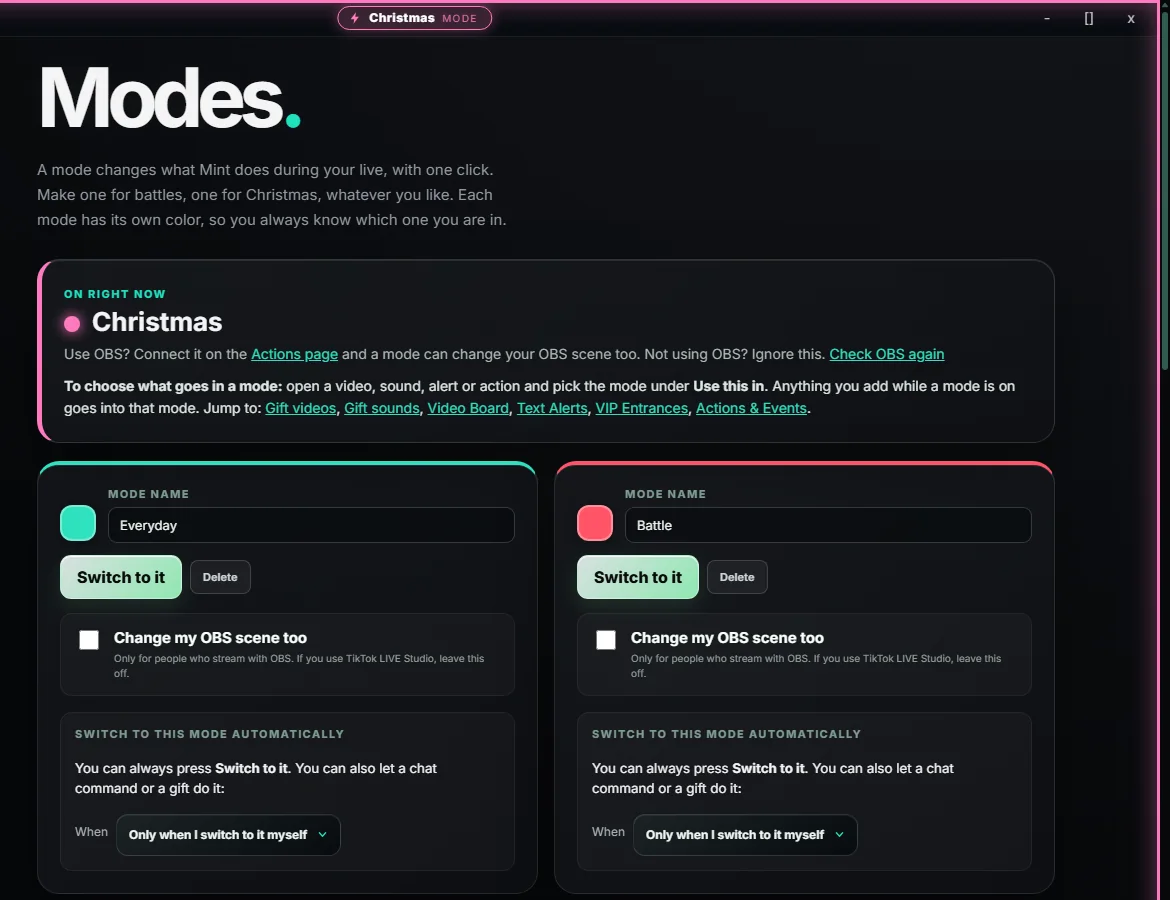 Christmas MODE
- [] x
Modes.
A mode changes what Mint does during your live, with one click.
Make one for battles, one for Christmas, whatever you like. Each
mode has its own color, so you always know which one you are in.
ON RIGHT NOW
Christmas
Use OBS? Connect it on the Actions page and a mode can change your OBS scene too. Not using OBS? Ignore this. Check OBS again
To choose what goes in a mode: open a video, sound, alert or action and pick the mode under Use this in. Anything you add while a mode is on
goes into that mode. Jump to: Gift videos, Gift sounds, Video Board, Text Alerts, VIP Entrances, Actions & Events.
MODE NAME
Everyday
Switch to it
Delete
Change my OBS scene too
Only for people who stream with OBS. If you use TikTok LIVE Studio, leave this
off.
SWITCH TO THIS MODE AUTOMATICALLY
You can always press Switch to it. You can also let a chat
command or a gift do it:
When Only when I switch to it myself
MODE NAME
Battle
Switch to it
Delete
Change my OBS scene too
Only for people who stream with OBS. If you use TikTok LIVE Studio, leave this
off.
SWITCH TO THIS MODE AUTOMATICALLY
You can always press Switch to it. You can also let a chat
command or a gift do it:
When Only when I switch to it myself